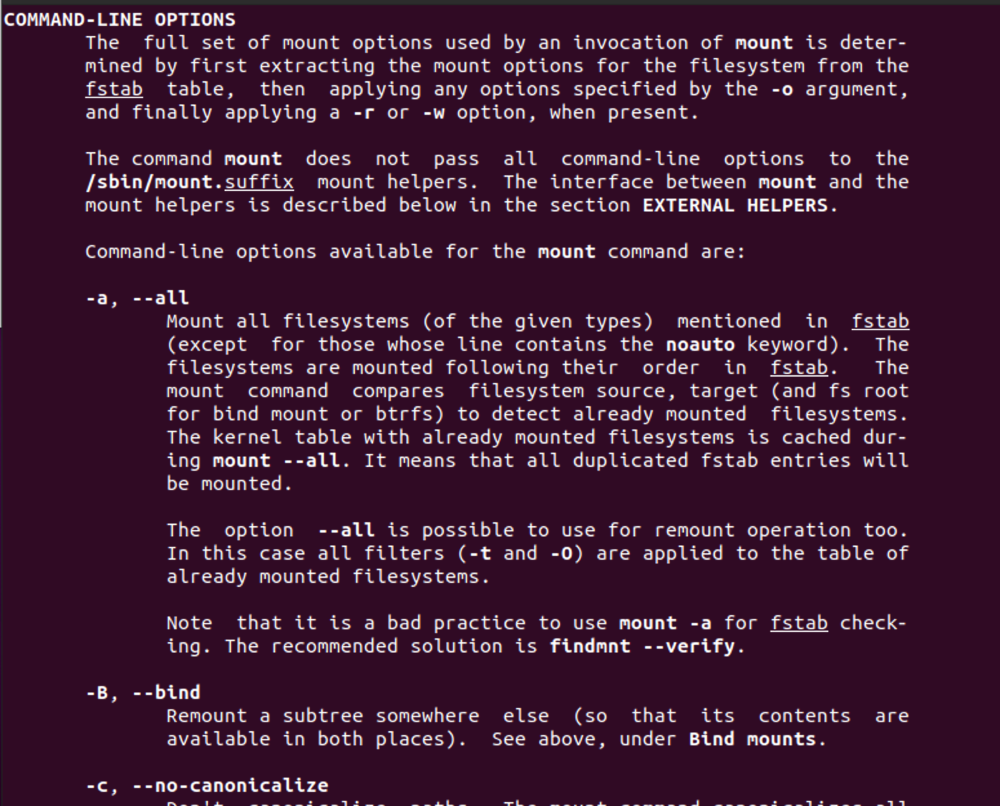 COMMAND-LINE OPTIONS
The  full set of mount options used by an invocation of mount is deter-
mined by first extracting the mount options for the filesystem from the
fstab  table,  then  applying any options specified by the -o argument,
and finally applying a -r or -w option, when present.
The command mount  does  not  pass  all  command-line  options  to  the
/sbin/mount.suffix  mount helpers.  The interface between mount and the
mount helpers is described below in the section EXTERNAL HELPERS.
Command-line options available for the mount command are:
-a, --all
Mount all filesystems (of the given types)  mentioned  in  fstab
(except  for those whose line contains the noauto keyword).  The
filesystems are mounted following their  order  in  fstab.   The
mount  command  compares  filesystem source, target (and fs root
for bind mount or btrfs) to detect already mounted  filesystems.
The kernel table with already mounted filesystems is cached dur-
ing mount --all. It means that all duplicated fstab entries will
be mounted.
The  option  --all is possible to use for remount operation too.
In this case all filters (-t and -O) are applied to the table of
already mounted filesystems.
Note  that it is a bad practice to use mount -a for fstab check-
ing. The recommended solution is findmnt --verify.
-B, --bind
Remount a subtree somewhere  else  (so  that  its  contents  are
available in both places).  See above, under Bind mounts.
-c, --no-canonicalize
Don't  canonicalize  paths.  The mount command canonicalizes all